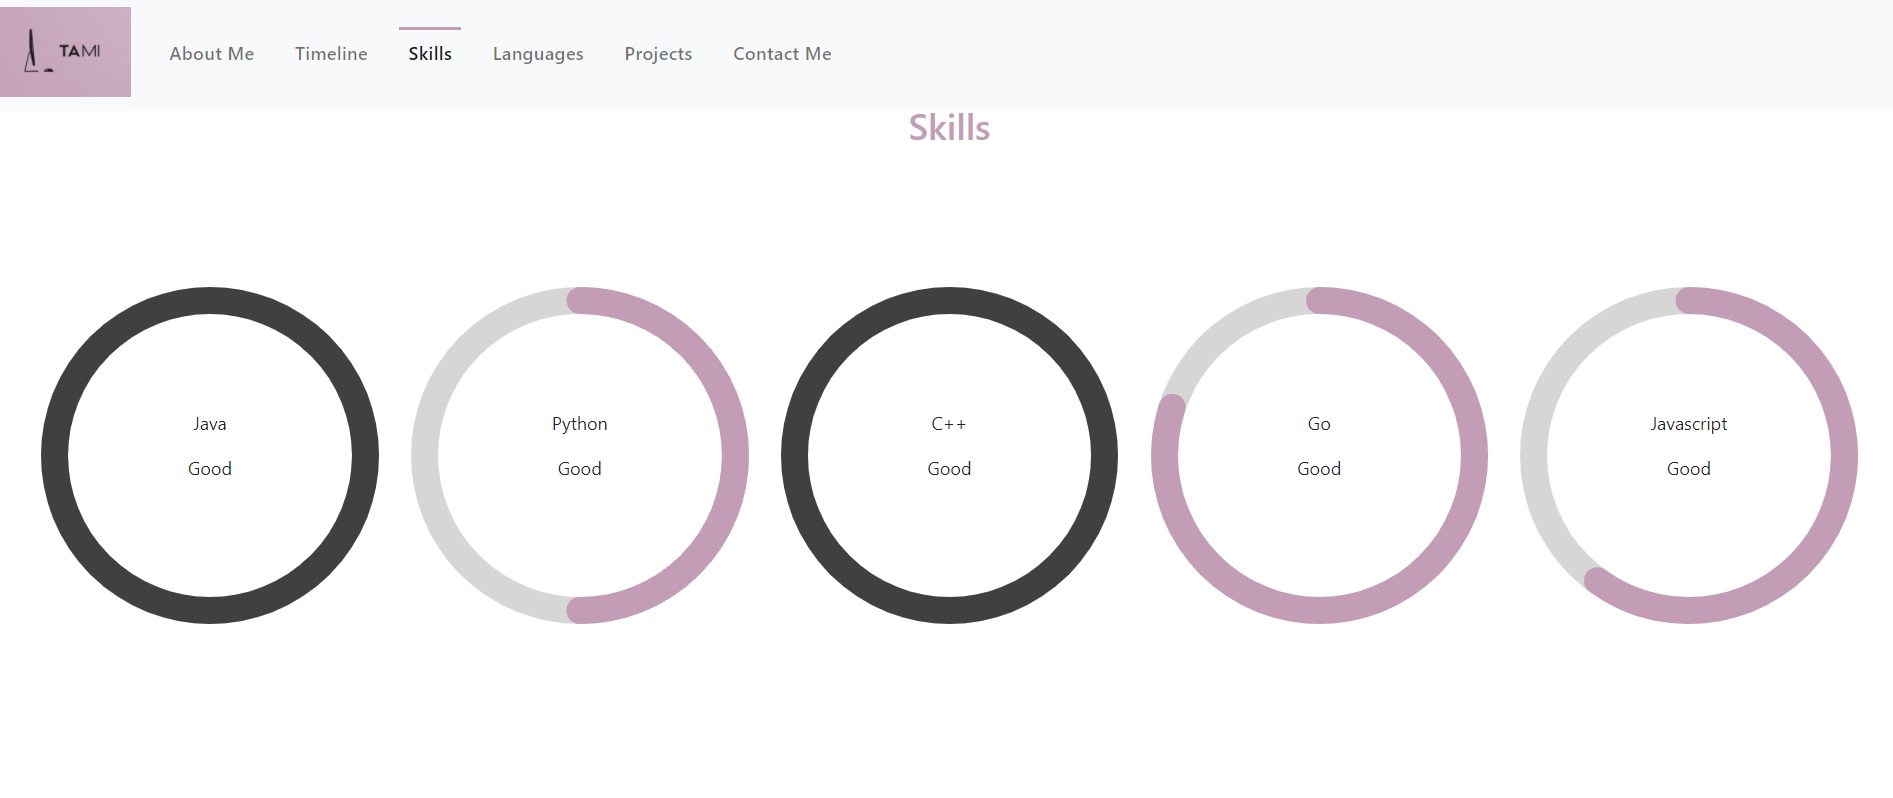 TAMI
About Me Timeline Skills Languages Projects Contact Me
Skills
Java Python C++ Go Javascript
Good Good Good Good Good